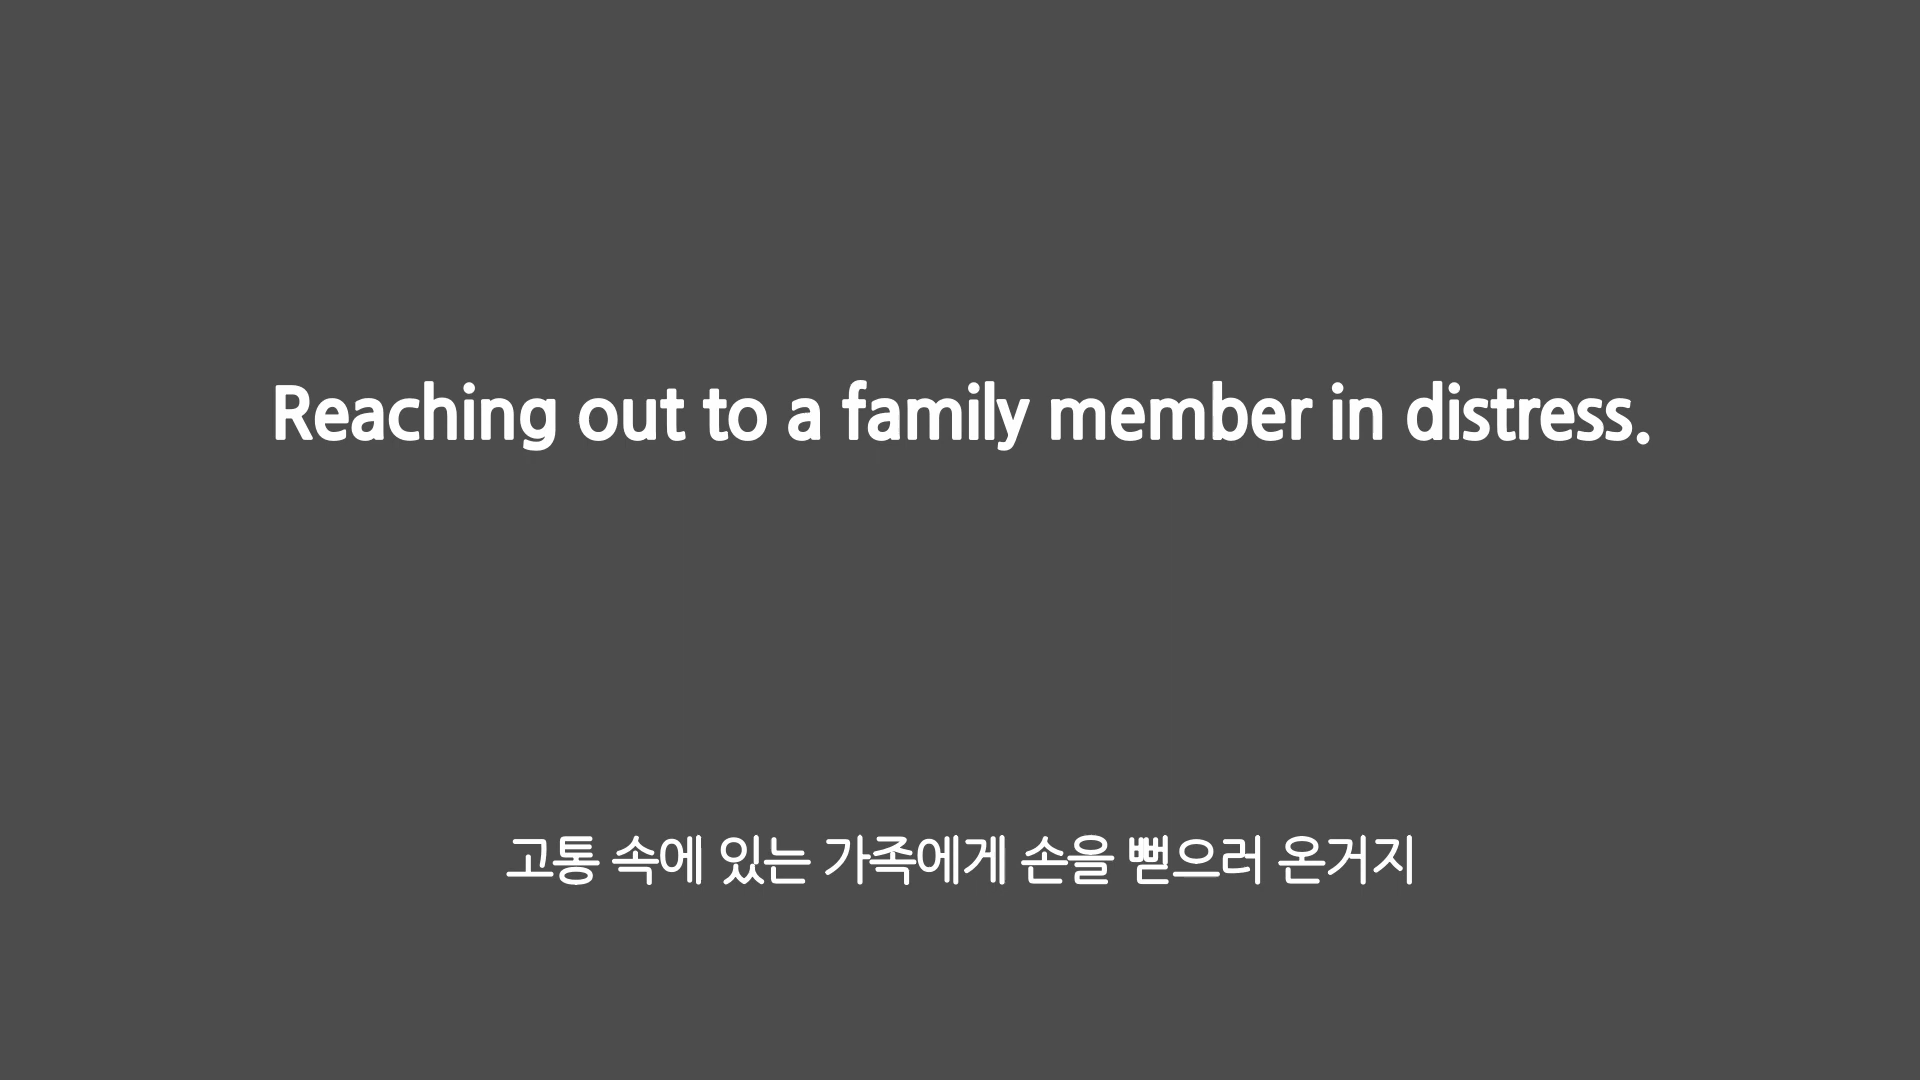 Reaching out to a family member in distress.
고통 속에 있는 가족에게 손을 뻗으러 온거지